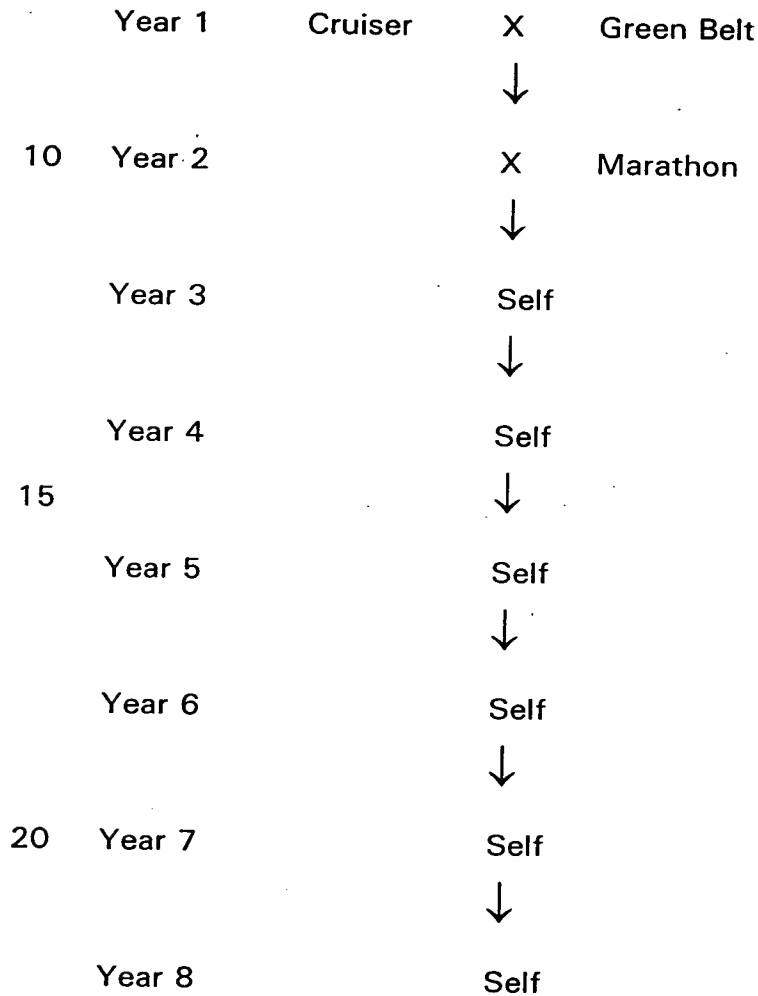 Year 1 Cruiser X Green Belt
↓
10 Year 2 X Marathon
↓
Year 3 Self
↓
Year 4 Self
15 ↓
Year 5 Self
↓
Year 6 Self
↓
20 Year 7 Self
↓
Year 8 Self